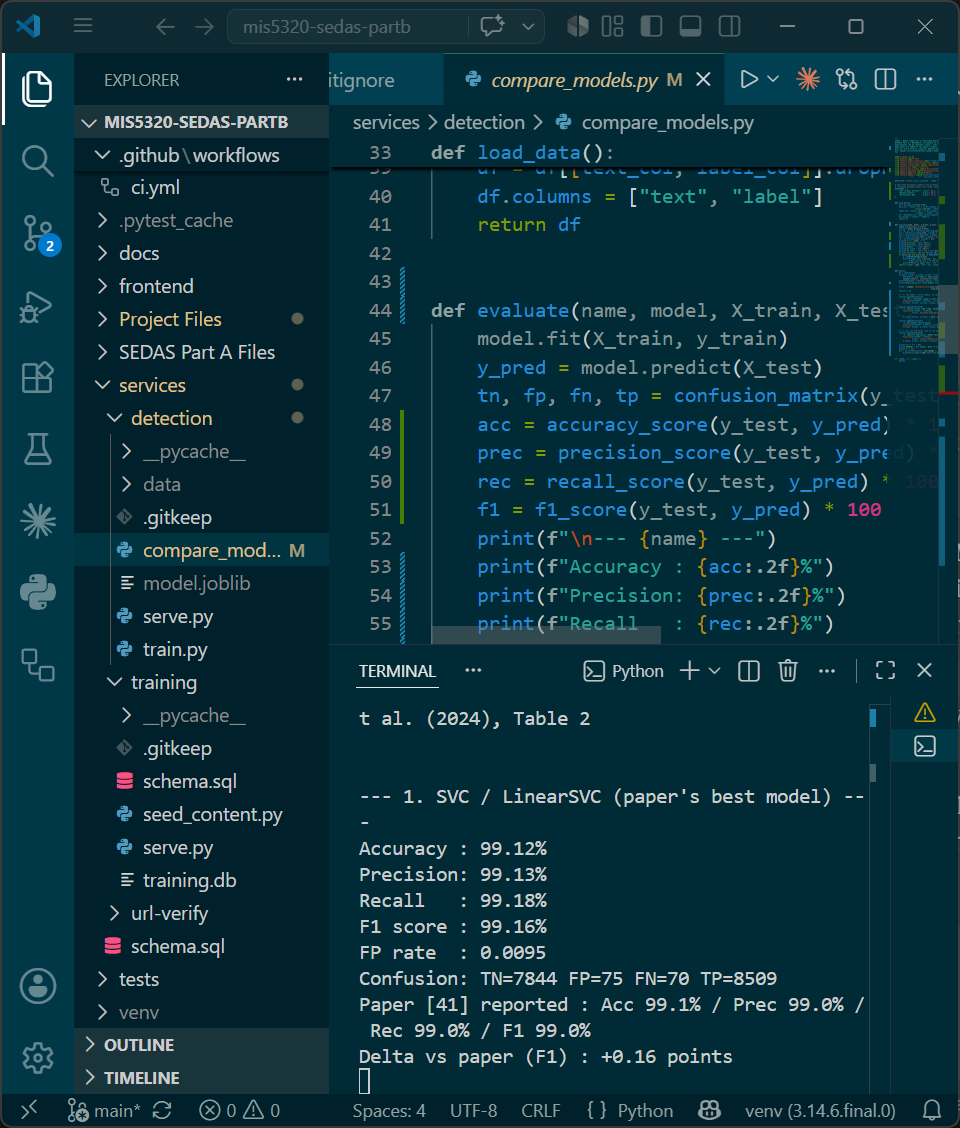 mis5320-sedas-partb
EXPLORER
MIS5320-SEDAS-PARTB
.github\workflows
ci.yml
.pytest_cache
docs
frontend
Project Files
SEDAS Part A Files
services
detection
__pycache__
data
.gitkeep
compare_mod... M
model.joblib
serve.py
train.py
training
__pycache__
.gitkeep
schema.sql
seed_content.py
serve.py
training.db
url-verify
schema.sql
tests
venv
OUTLINE
TIMELINE
2
itignore
compare_models.py M
services > detection > compare_models.py
33 def load_data():
40 df.columns = ["text", "label"]
41 return df
42
43
44 def evaluate(name, model, X_train, X_tes
45 model.fit(X_train, y_train)
46 y_pred = model.predict(X_test)
47 tn, fp, fn, tp = confusion_matrix(y_test
48 acc = accuracy_score(y_test, y_pred) * 1
49 prec = precision_score(y_test, y_pred) *
50 rec = recall_score(y_test, y_pred) * 100
51 f1 = f1_score(y_test, y_pred) * 100
52 print(f"\n--- {name} ---")
53 print(f"Accuracy : {acc:.2f}%")
54 print(f"Precision: {prec:.2f}%")
55 print(f"Recall   : {rec:.2f}%")
TERMINAL
Python
t al. (2024), Table 2
--- 1. SVC / LinearSVC (paper's best model) --
-
Accuracy : 99.12%
Precision: 99.13%
Recall   : 99.18%
F1 score : 99.16%
FP rate  : 0.0095
Confusion: TN=7844 FP=75 FN=70 TP=8509
Paper [41] reported : Acc 99.1% / Prec 99.0% /
Rec 99.0% / F1 99.0%
Delta vs paper (F1) : +0.16 points
main* 0 0 Spaces: 4 UTF-8 CRLF { } Python venv (3.14.6.final.0)